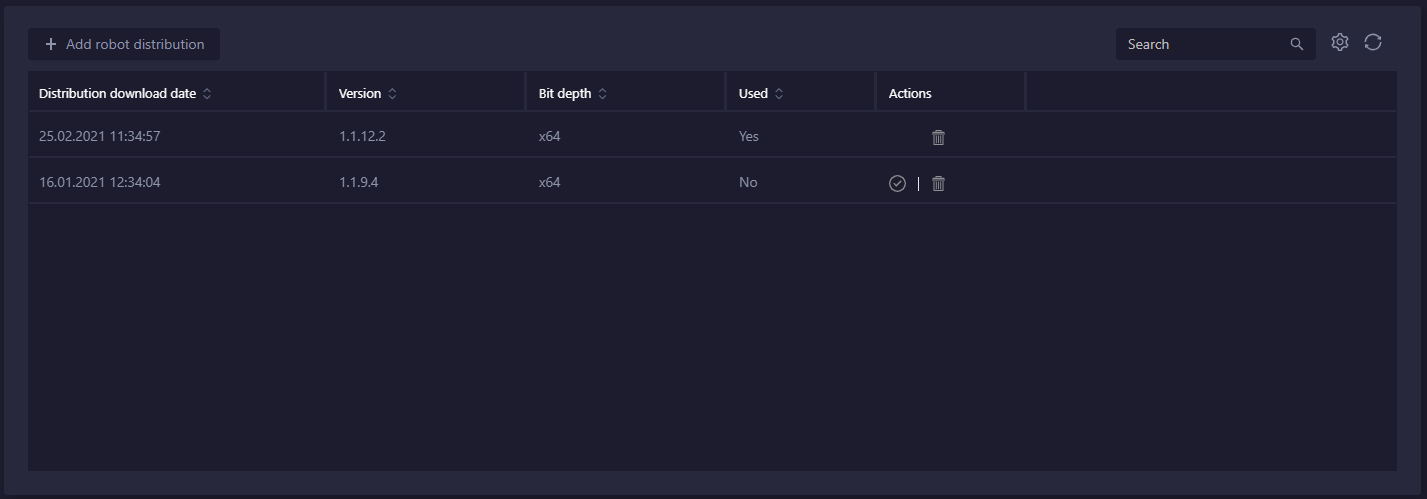 Add robot distribution
Search
Distribution download date Version Bit depth Used Actions
25.02.2021 11:34:57 1.1.12.2 x64 Yes
16.01.2021 12:34:04 1.1.9.4 x64 No